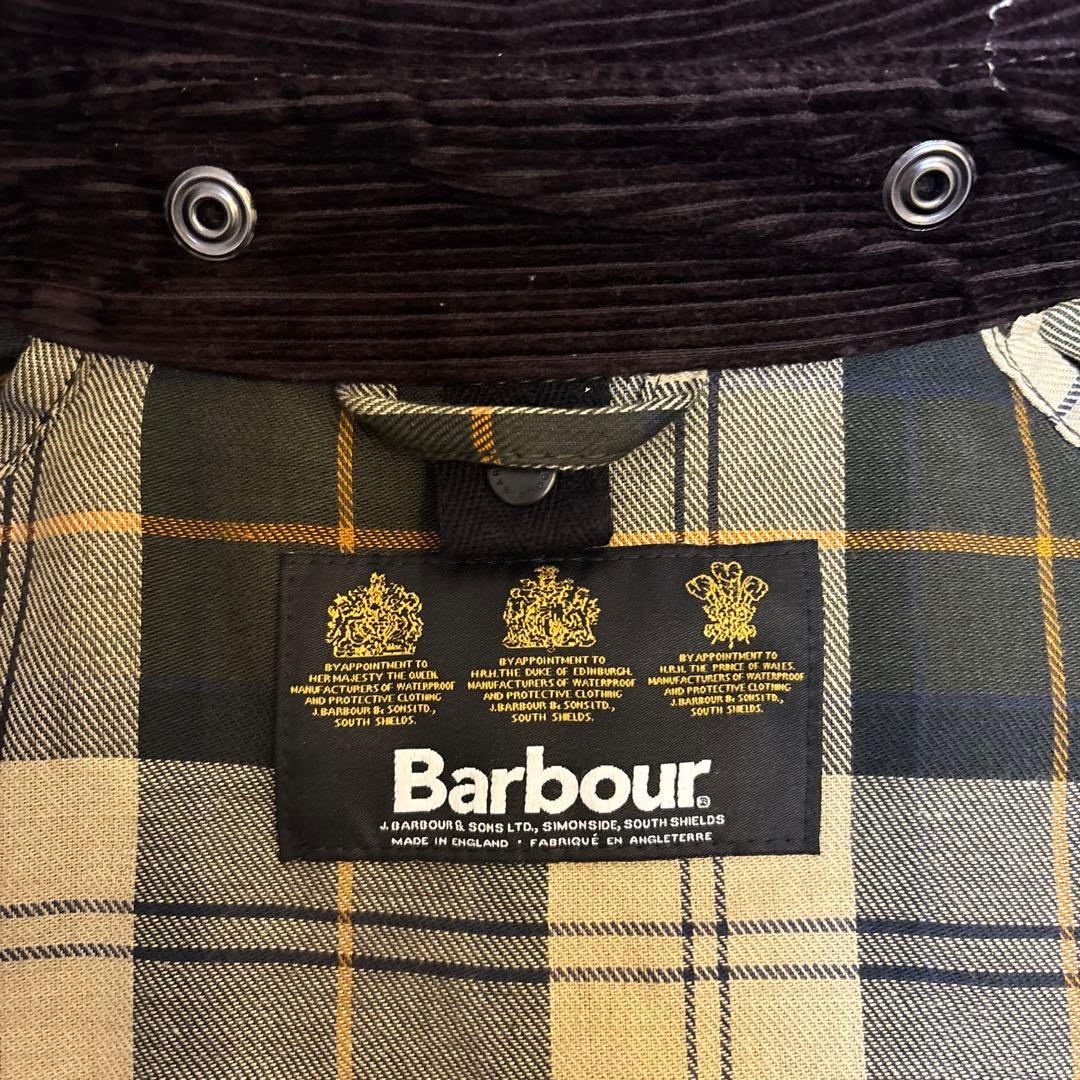 BY APPOINTMENT TO
HER MAJESTY THE QUEEN.
MANUFACTURERS OF WATERPROOF
AND PROTECTIVE CLOTHING
J. BARBOUR & SONS LTD.,
SOUTH SHIELDS.
BY APPOINTMENT TO
H.R.H. THE DUKE OF EDINBURGH.
MANUFACTURERS OF WATERPROOF
AND PROTECTIVE CLOTHING
J. BARBOUR & SONS LTD.,
SOUTH SHIELDS.
BY APPOINTMENT TO
H.R.H. THE PRINCE OF WALES.
MANUFACTURERS OF WATERPROOF
AND PROTECTIVE CLOTHING
J. BARBOUR & SONS LTD.,
SOUTH SHIELDS.
Barbour®
J. BARBOUR & SONS LTD., SIMONSIDE, SOUTH SHIELDS
MADE IN ENGLAND · FABRIQUÉ EN ANGLETERRE